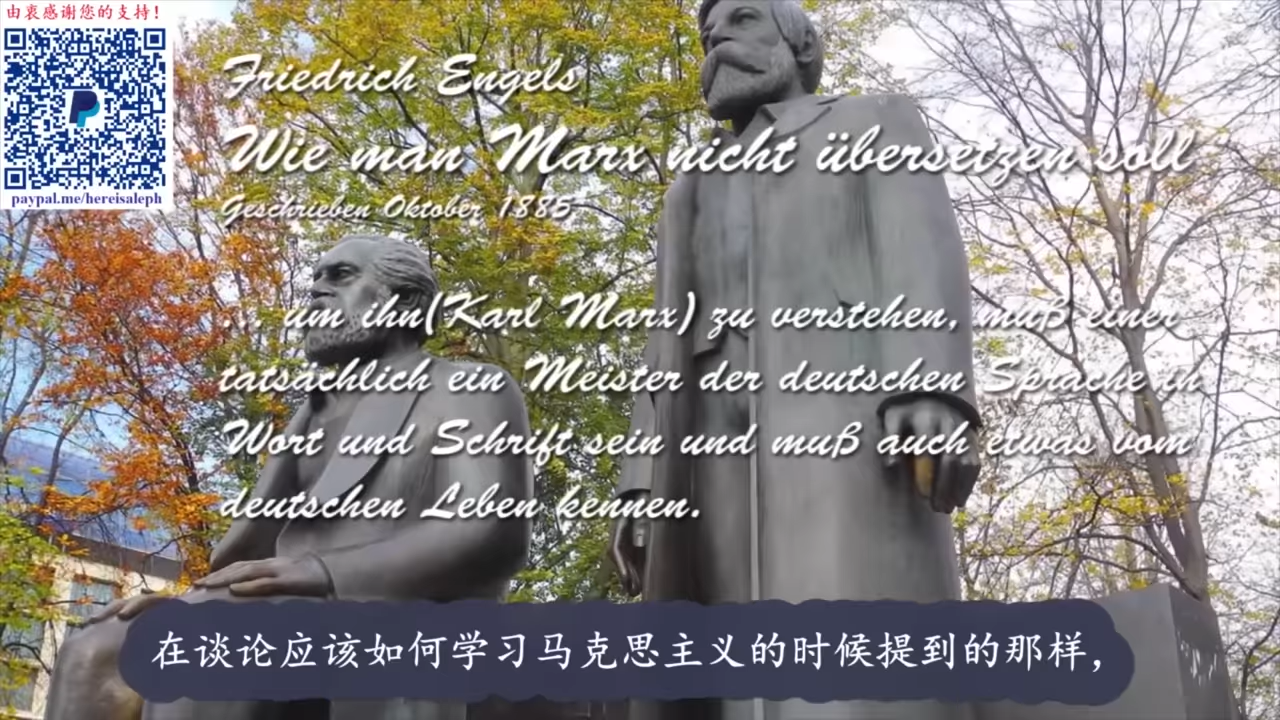 由衷感谢您的支持！
paypal.me/hereisaleph
Friedrich Engels
Wie man Marx nicht übersetzen soll
Geschrieben Oktober 1885.
... um ihn(Karl Marx) zu verstehen, muß einer
tatsächlich ein Meister der deutschen Sprache in
Wort und Schrift sein und muß auch etwas vom
deutschen Leben kennen.
在谈论应该如何学习马克思主义的时候提到的那样，